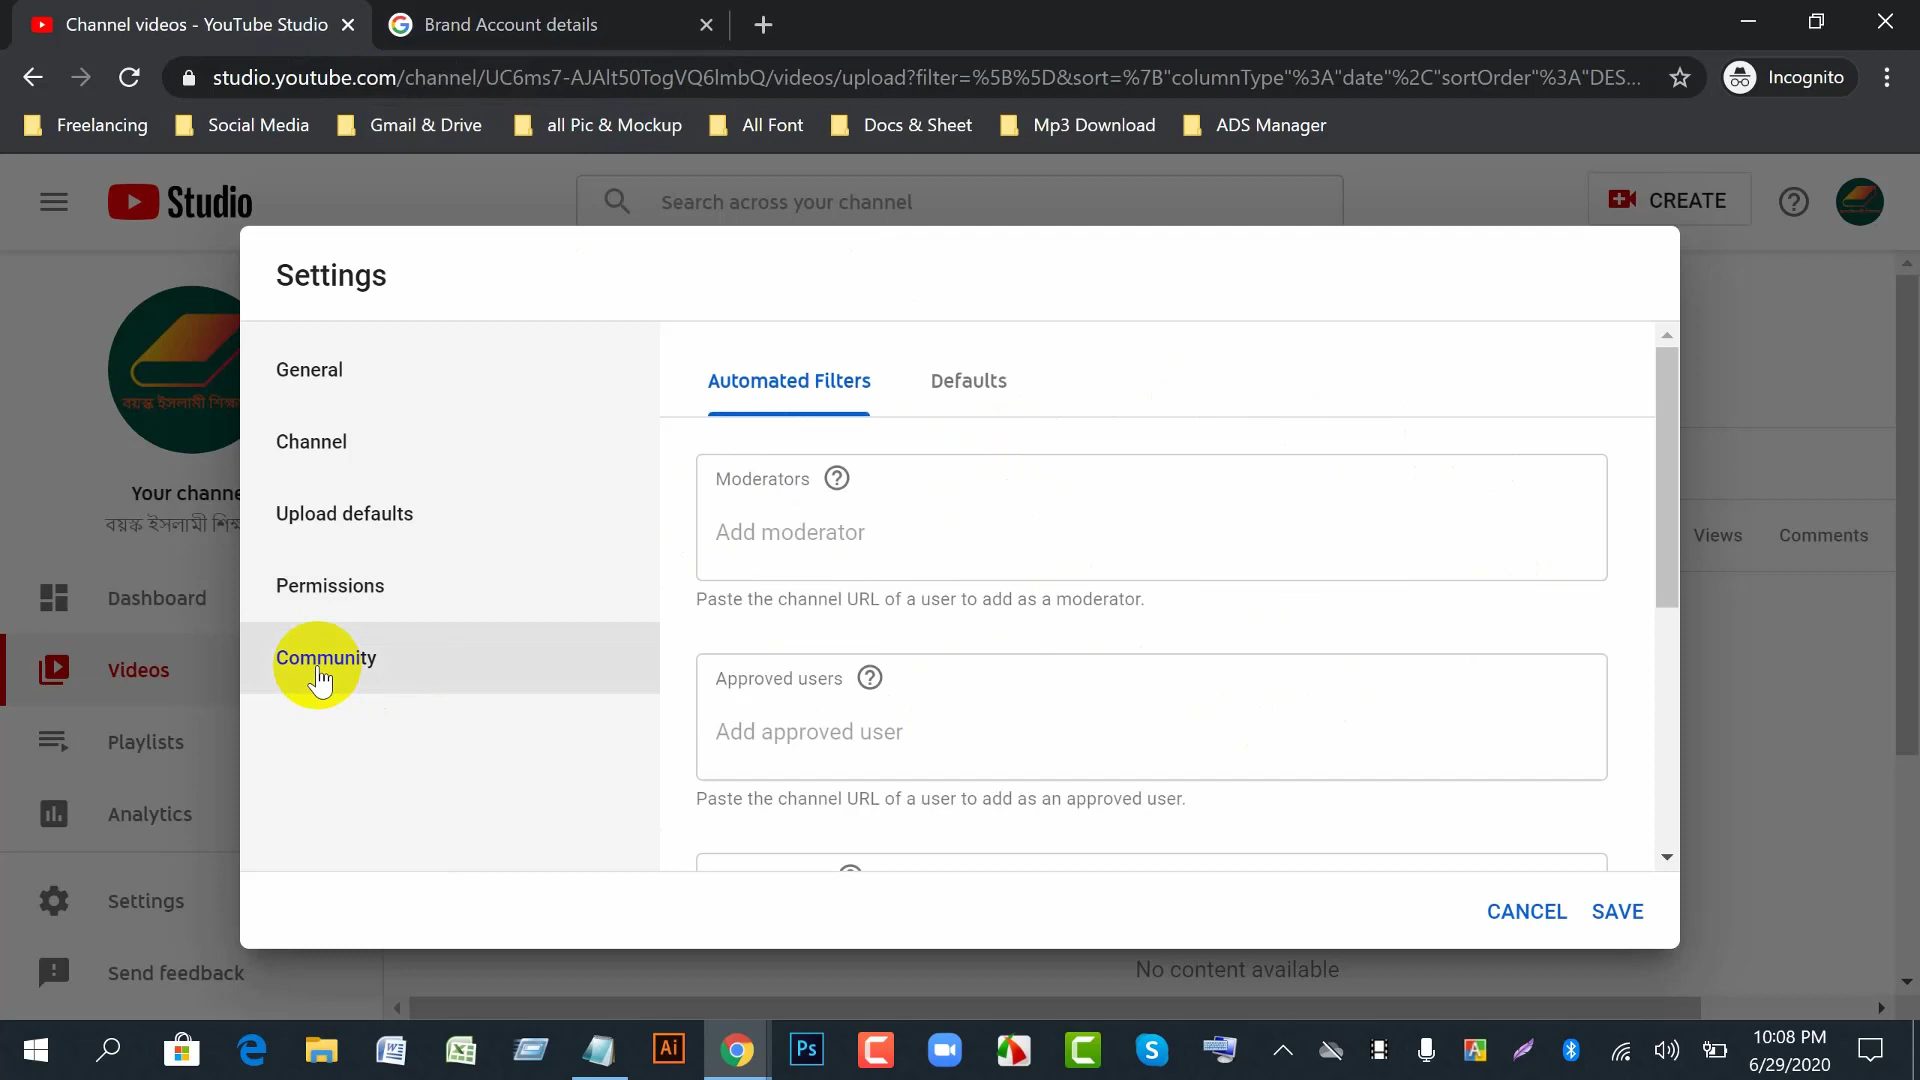 Channel videos - YouTube Studio
Brand Account details
studio.youtube.com/channel/UC6ms7-AJAlt50TogVQ6lmbQ/videos/upload?filter=%5B%5D&sort=%7B"columnType"%3A"date"%2C"sortOrder"%3A"DES...
Incognito
Freelancing
Social Media
Gmail & Drive
all Pic & Mockup
All Font
Docs & Sheet
Mp3 Download
ADS Manager
Studio
Search across your channel
CREATE
Settings
General
Channel
Upload defaults
Permissions
Community
Automated Filters
Defaults
Moderators
Add moderator
Paste the channel URL of a user to add as a moderator.
Approved users
Add approved user
Paste the channel URL of a user to add as an approved user.
CANCEL
SAVE
বয়স্ক ইসলামী শিক্ষ
Your channe
বয়স্ক ইসলামী শিক্ষ
Dashboard
Videos
Playlists
Analytics
Settings
Send feedback
Views
Comments
No content available
Ai
Ps
10:08 PM
6/29/2020